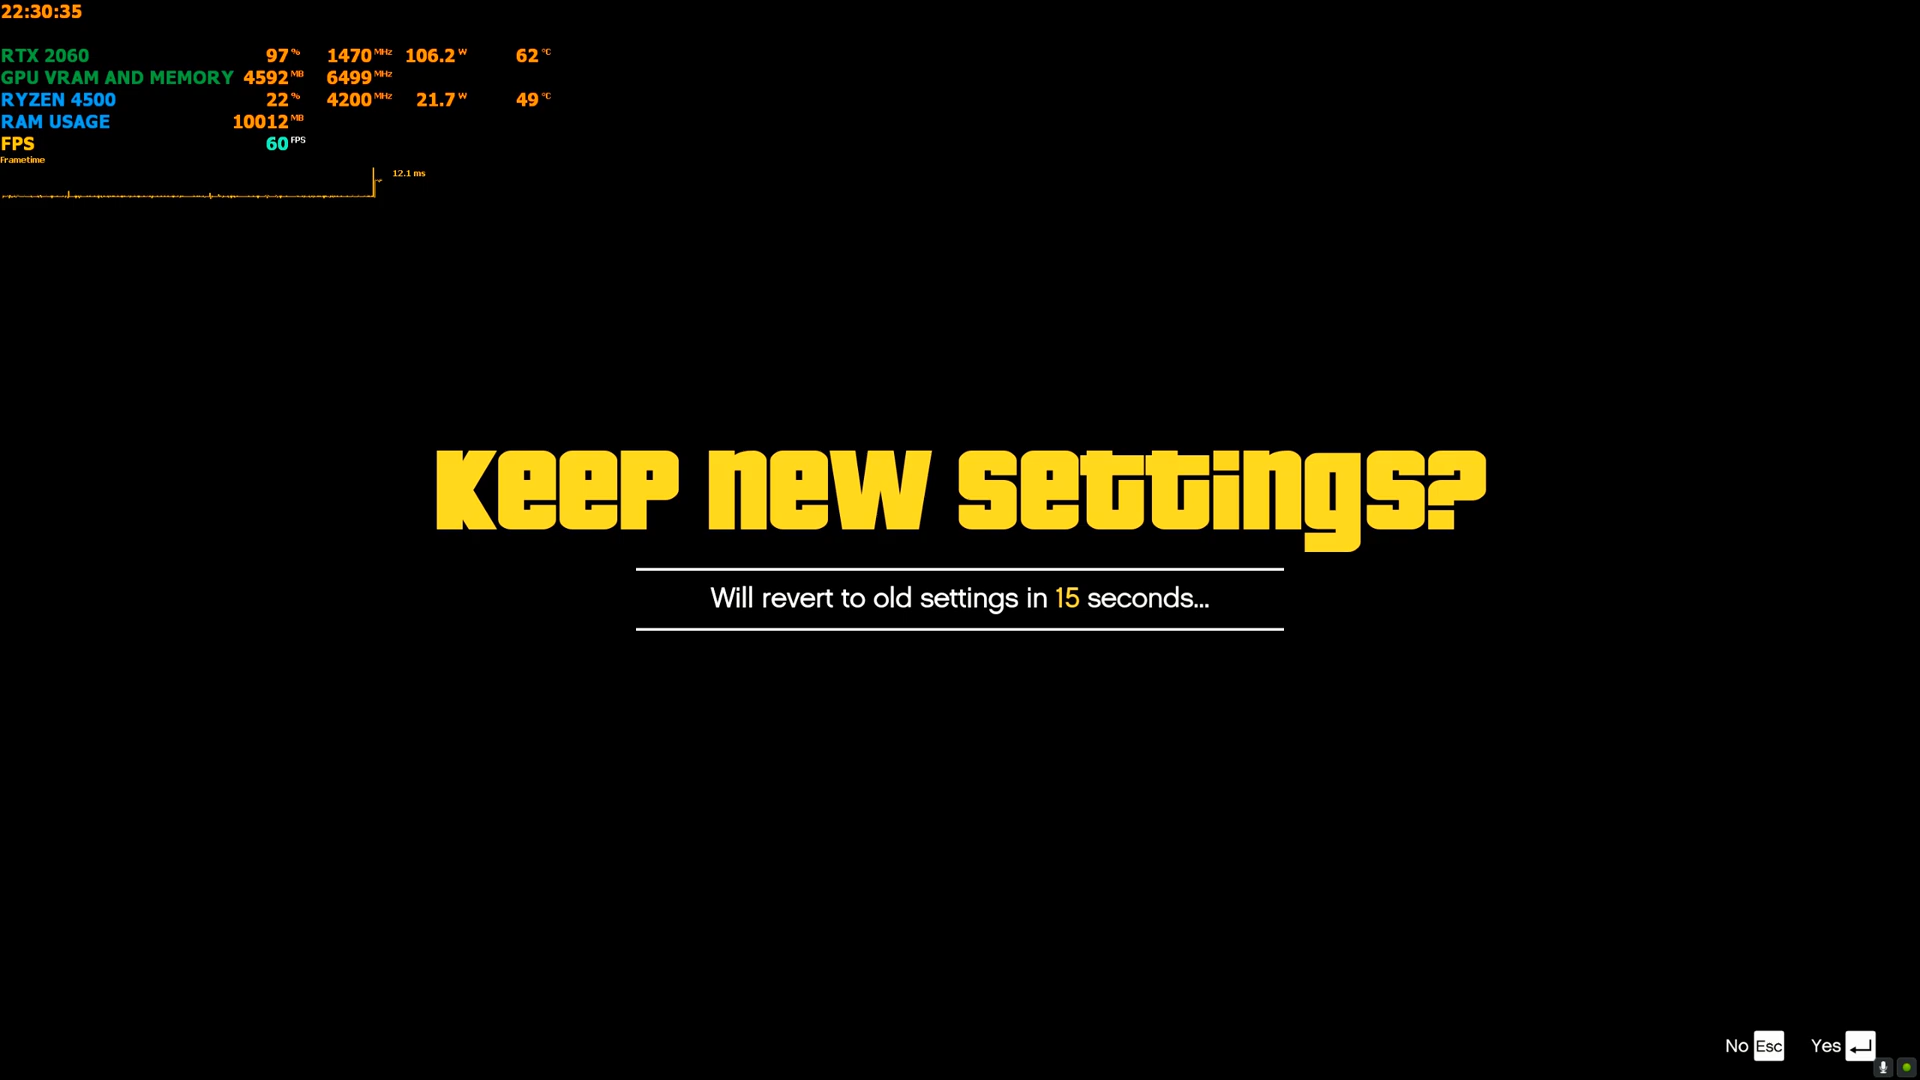 22:30:35
RTX 2060 97 % 1470 MHz 106.2 W 62 °C
GPU VRAM AND MEMORY 4592 MB 6499 MHz
RYZEN 4500 22 % 4200 MHz 21.7 W 49 °C
RAM USAGE 10012 MB
FPS 60 FPS
Frametime
12.1 ms
Keep new settings?
Will revert to old settings in 15 seconds...
No Esc Yes